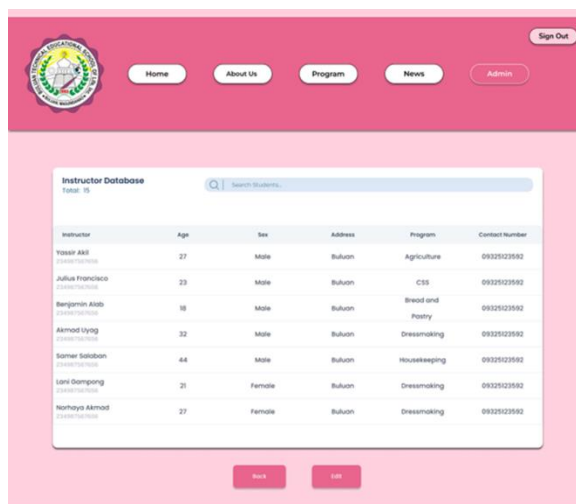 Sign Out
Home About Us Program News Admin
Instructor Database
Total: 15
Search Students..
Instructor Age Sex Address Program Contact Number
Yassir Akil 27 Male Buluan Agriculture 09325123592
Julius Francisco 23 Male Buluan CSS 09325123592
Benjamin Alab 18 Male Buluan Bread and Pastry 09325123592
Akmad Uyag 32 Male Buluan Dressmaking 09325123592
Samer Salaban 44 Male Buluan Housekeeping 09325123592
Lani Gampong 21 Female Buluan Dressmaking 09325123592
Norhaya Akmad 27 Female Buluan Dressmaking 09325123592
Back Edit